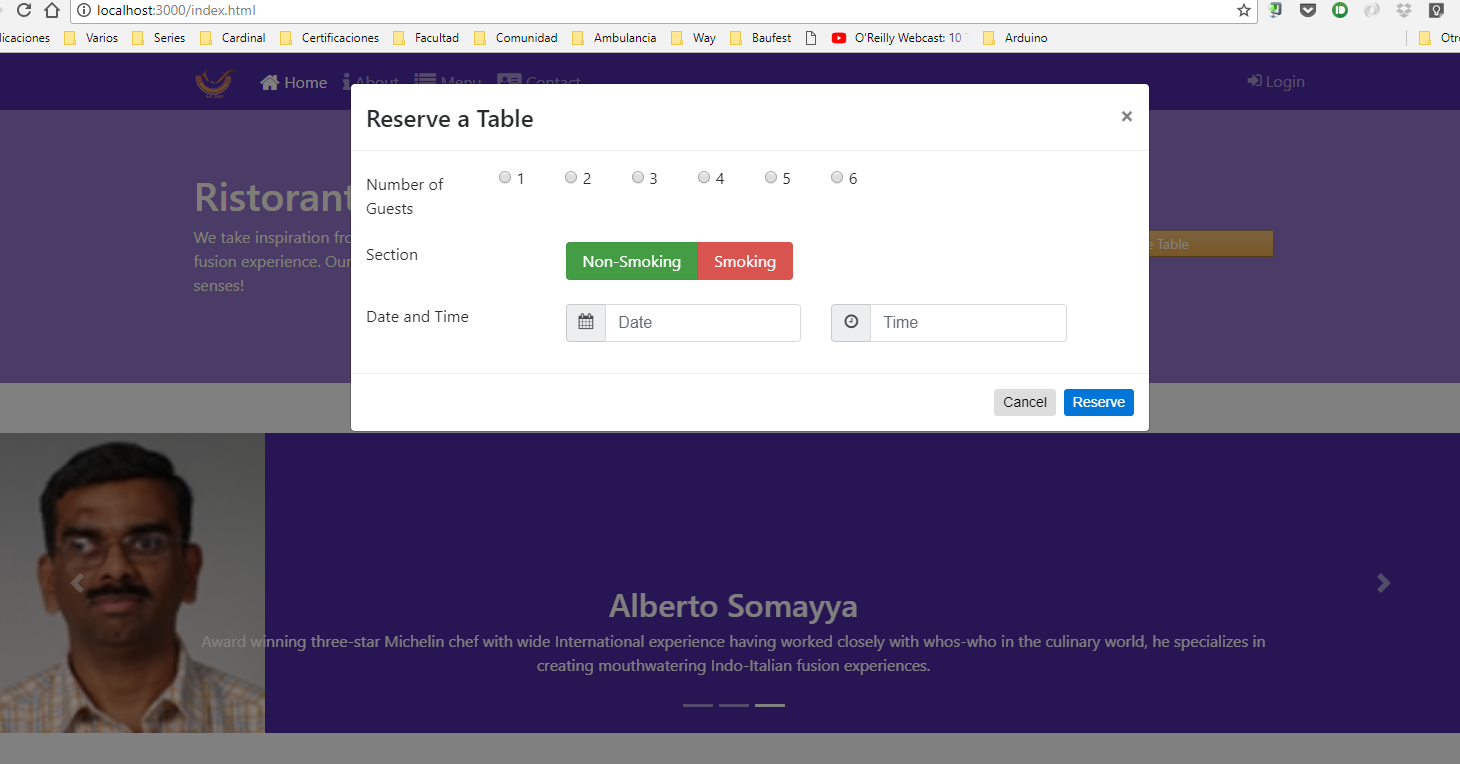 localhost:3000/index.html
licaciones Varios Series Cardinal Certificaciones Facultad Comunidad Ambulancia Way Baufest O'Reilly Webcast: 10 Arduino Otro
Home About Menu Contact Login
Reserve a Table ×
Number of Guests
1 2 3 4 5 6
Section
Non-Smoking Smoking
Date and Time
Date Time
Cancel Reserve
Ristorant
We take inspiration fro
fusion experience. Our
senses!
e Table
Alberto Somayya
Award winning three-star Michelin chef with wide International experience having worked closely with whos-who in the culinary world, he specializes in
creating mouthwatering Indo-Italian fusion experiences.